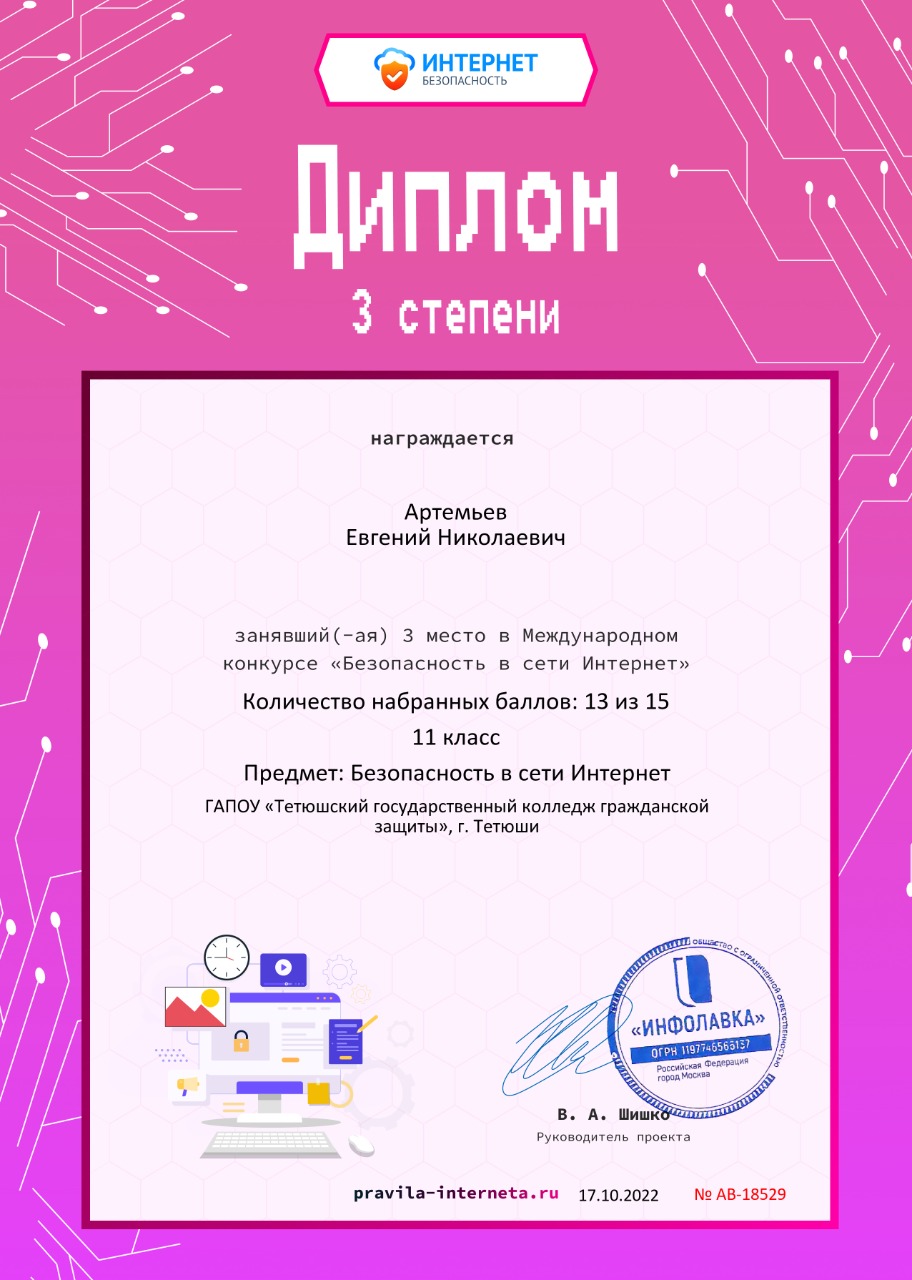 ИНТЕРНЕТ
БЕЗОПАСНОСТЬ
Диплом
3 степени
награждается
Артемьев
Евгений Николаевич
занявший(-ая) 3 место в Международном
конкурсе «Безопасность в сети Интернет»
Количество набранных баллов: 13 из 15
11 класс
Предмет: Безопасность в сети Интернет
ГАПОУ «Тетюшский государственный колледж гражданской
защиты», г. Тетюши
ОБЩЕСТВО С ОГРАНИЧЕННОЙ ОТВЕТСТВЕННОСТЬЮ
«ИНФОЛАВКА»
ОГРН 1197746565137
Российская Федерация
город Москва
В. А. Шишко
Руководитель проекта
pravila-interneta.ru 17.10.2022 № АВ-18529